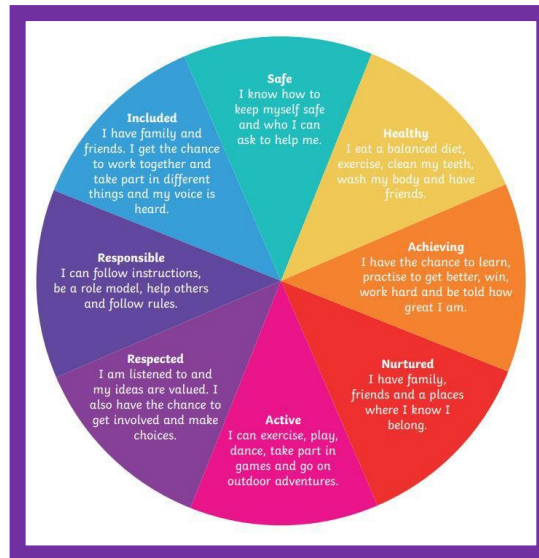 Safe
I know how to
keep myself safe
and who I can
ask to help me.
Healthy
I eat a balanced diet,
exercise, clean my teeth,
wash my body and have
friends.
Achieving
I have the chance to learn,
practise to get better, win,
work hard and be told how
great I am.
Nurtured
I have family,
friends and a places
where I know I
belong.
Active
I can exercise, play,
dance, take part in
games and go on
outdoor adventures.
Respected
I am listened to and
my ideas are valued. I
also have the chance to
get involved and make
choices.
Responsible
I can follow instructions,
be a role model, help others
and follow rules.
Included
I have family and
friends. I get the chance
to work together and
take part in different
things and my voice is
heard.